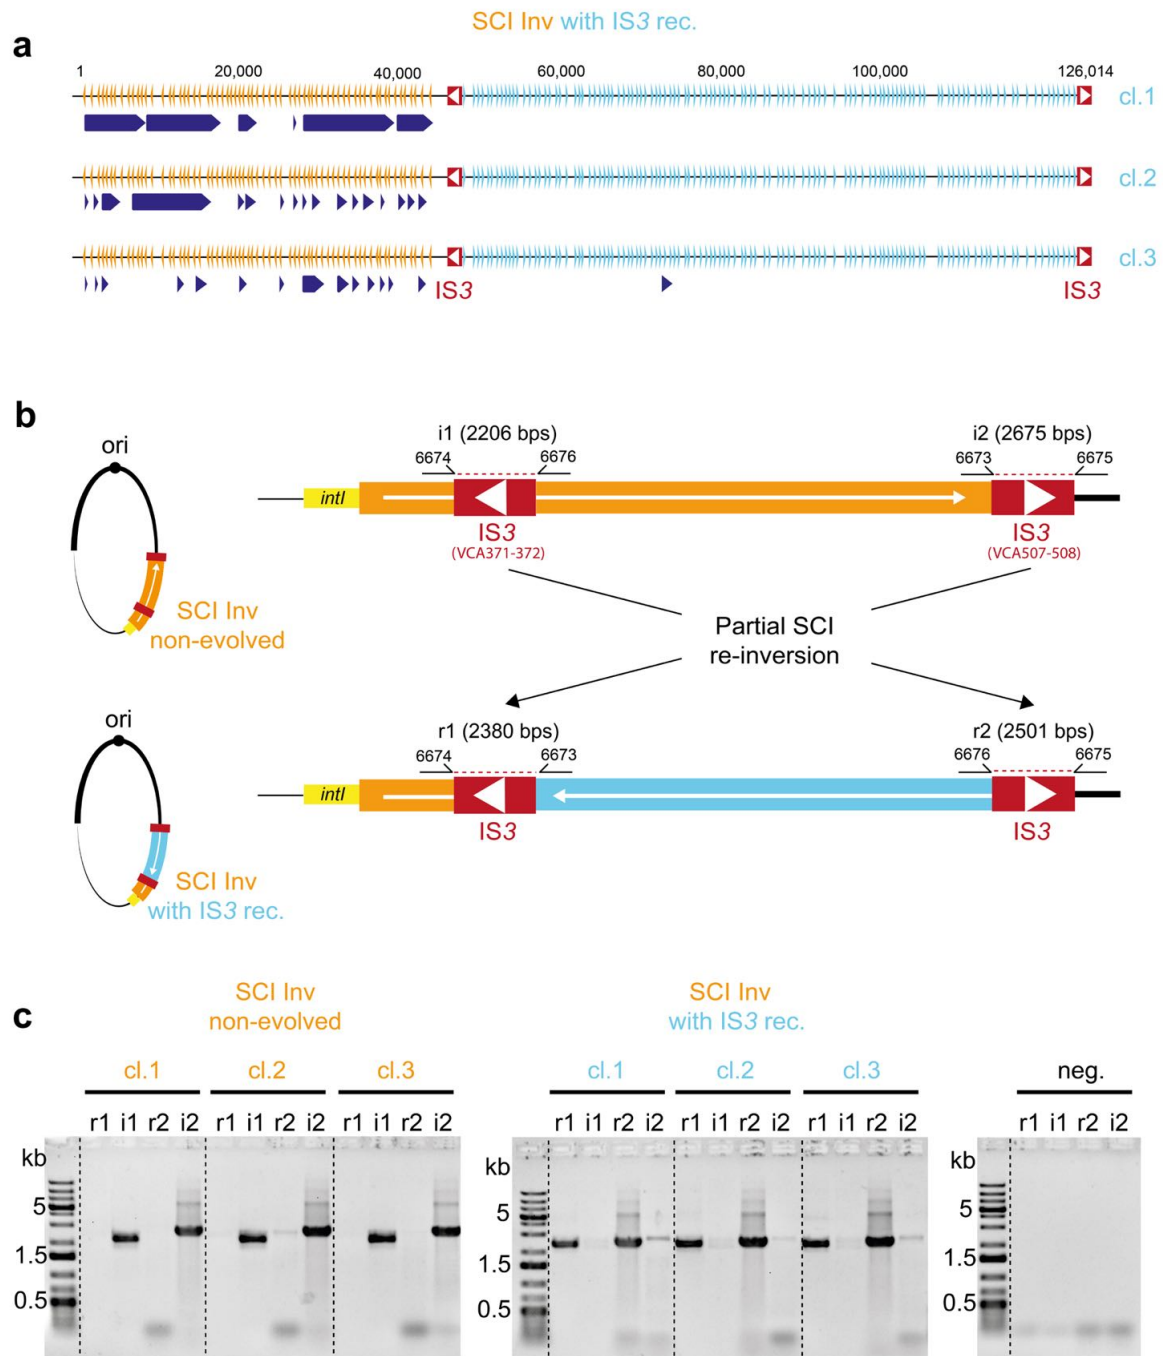 SCI Inv with IS3 rec.
a
1 20,000 40,000 60,000 80,000 100,000 126,014
cl.1
cl.2
cl.3
IS3 IS3
b
ori
i1 (2206 bps) i2 (2675 bps)
6674 6676 6673 6675
intI
IS3 IS3
(VCA371-372) (VCA507-508)
SCI Inv
non-evolved
Partial SCI
re-inversion
ori
r1 (2380 bps) r2 (2501 bps)
6674 6673 6676 6675
intI
IS3 IS3
SCI Inv
with IS3 rec.
c
SCI Inv
non-evolved
SCI Inv
with IS3 rec.
cl.1 cl.2 cl.3 cl.1 cl.2 cl.3 neg.
r1 i1 r2 i2 r1 i1 r2 i2 r1 i1 r2 i2 r1 i1 r2 i2 r1 i1 r2 i2 r1 i1 r2 i2 r1 i1 r2 i2
kb kb kb
5 5 5
1.5 1.5 1.5
0.5 0.5 0.5